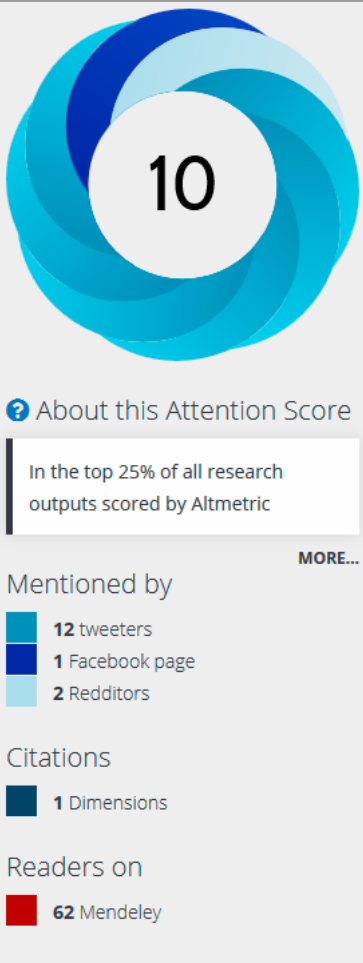 10
About this Attention Score
In the top 25% of all research
outputs scored by Altmetric
MORE...
Mentioned by
12 tweeters
1 Facebook page
2 Redditors
Citations
1 Dimensions
Readers on
62 Mendeley